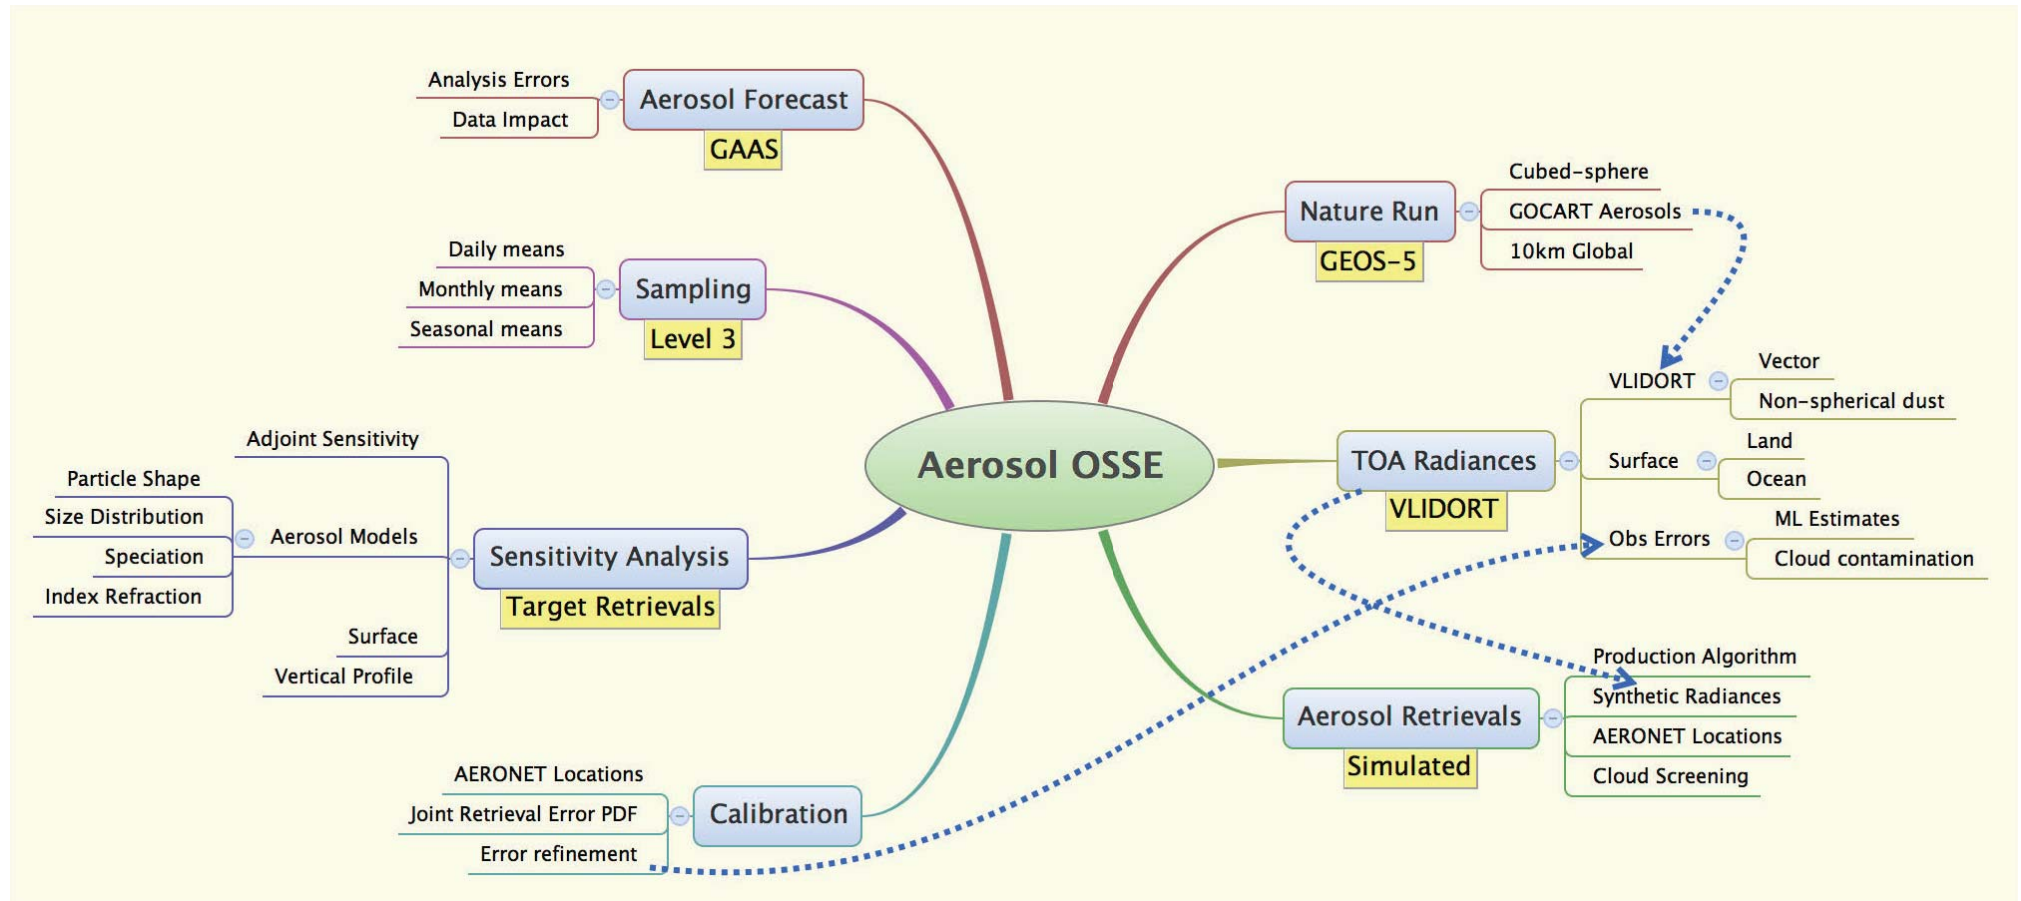 Aerosol OSSE
Nature Run
GEOS-5
Cubed-sphere
GOCART Aerosols
10km Global
TOA Radiances
VLIDORT
VLIDORT
Vector
Non-spherical dust
Surface
Land
Ocean
Obs Errors
ML Estimates
Cloud contamination
Aerosol Retrievals
Simulated
Production Algorithm
Synthetic Radiances
AERONET Locations
Cloud Screening
Calibration
AERONET Locations
Joint Retrieval Error PDF
Error refinement
Sensitivity Analysis
Target Retrievals
Adjoint Sensitivity
Aerosol Models
Particle Shape
Size Distribution
Speciation
Index Refraction
Surface
Vertical Profile
Sampling
Level 3
Daily means
Monthly means
Seasonal means
Aerosol Forecast
GAAS
Analysis Errors
Data Impact